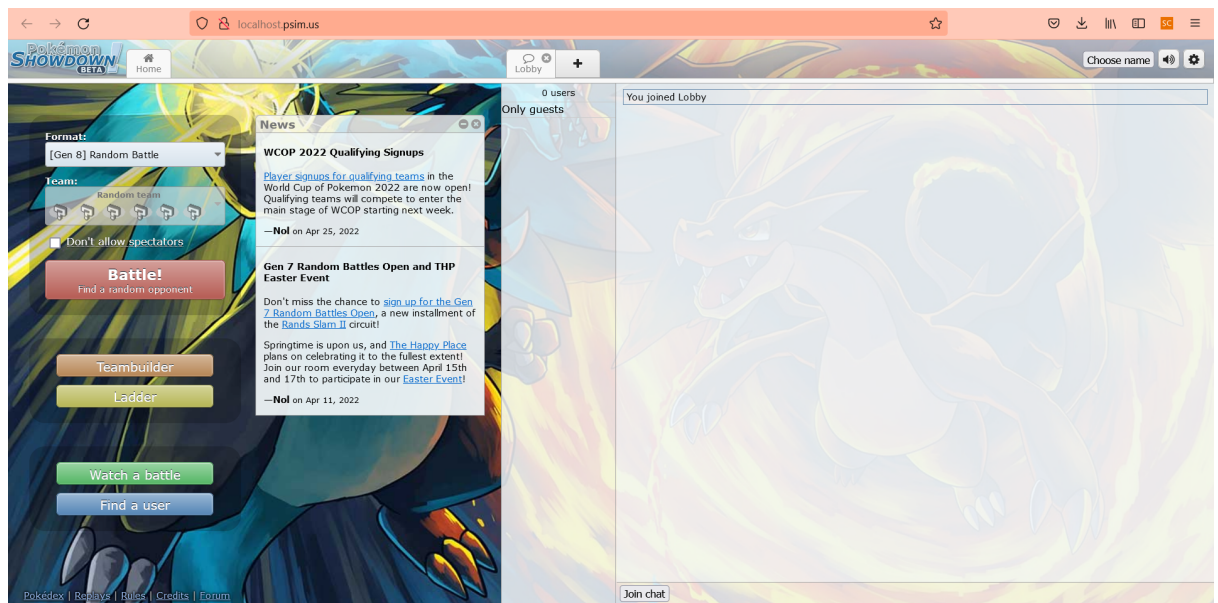 localhost.psim.us
SC
Pokémon
SHOWDOWN!
BETA
Home
Lobby
Choose name
Format:
[Gen 8] Random Battle
Team:
Random team
Don't allow spectators
Battle!
Find a random opponent
Teambuilder
Ladder
Watch a battle
Find a user
Pokédex | Replays | Rules | Credits | Forum
News
WCOP 2022 Qualifying Signups
Player signups for qualifying teams in the
World Cup of Pokemon 2022 are now open!
Qualifying teams will compete to enter the
main stage of WCOP starting next week.
—Nol on Apr 25, 2022
Gen 7 Random Battles Open and THP
Easter Event
Don't miss the chance to sign up for the Gen
7 Random Battles Open, a new installment of
the Rands Slam II circuit!
Springtime is upon us, and The Happy Place
plans on celebrating it to the fullest extent!
Join our room everyday between April 15th
and 17th to participate in our Easter Event!
—Nol on Apr 11, 2022
0 users
Only guests
You joined Lobby
Join chat